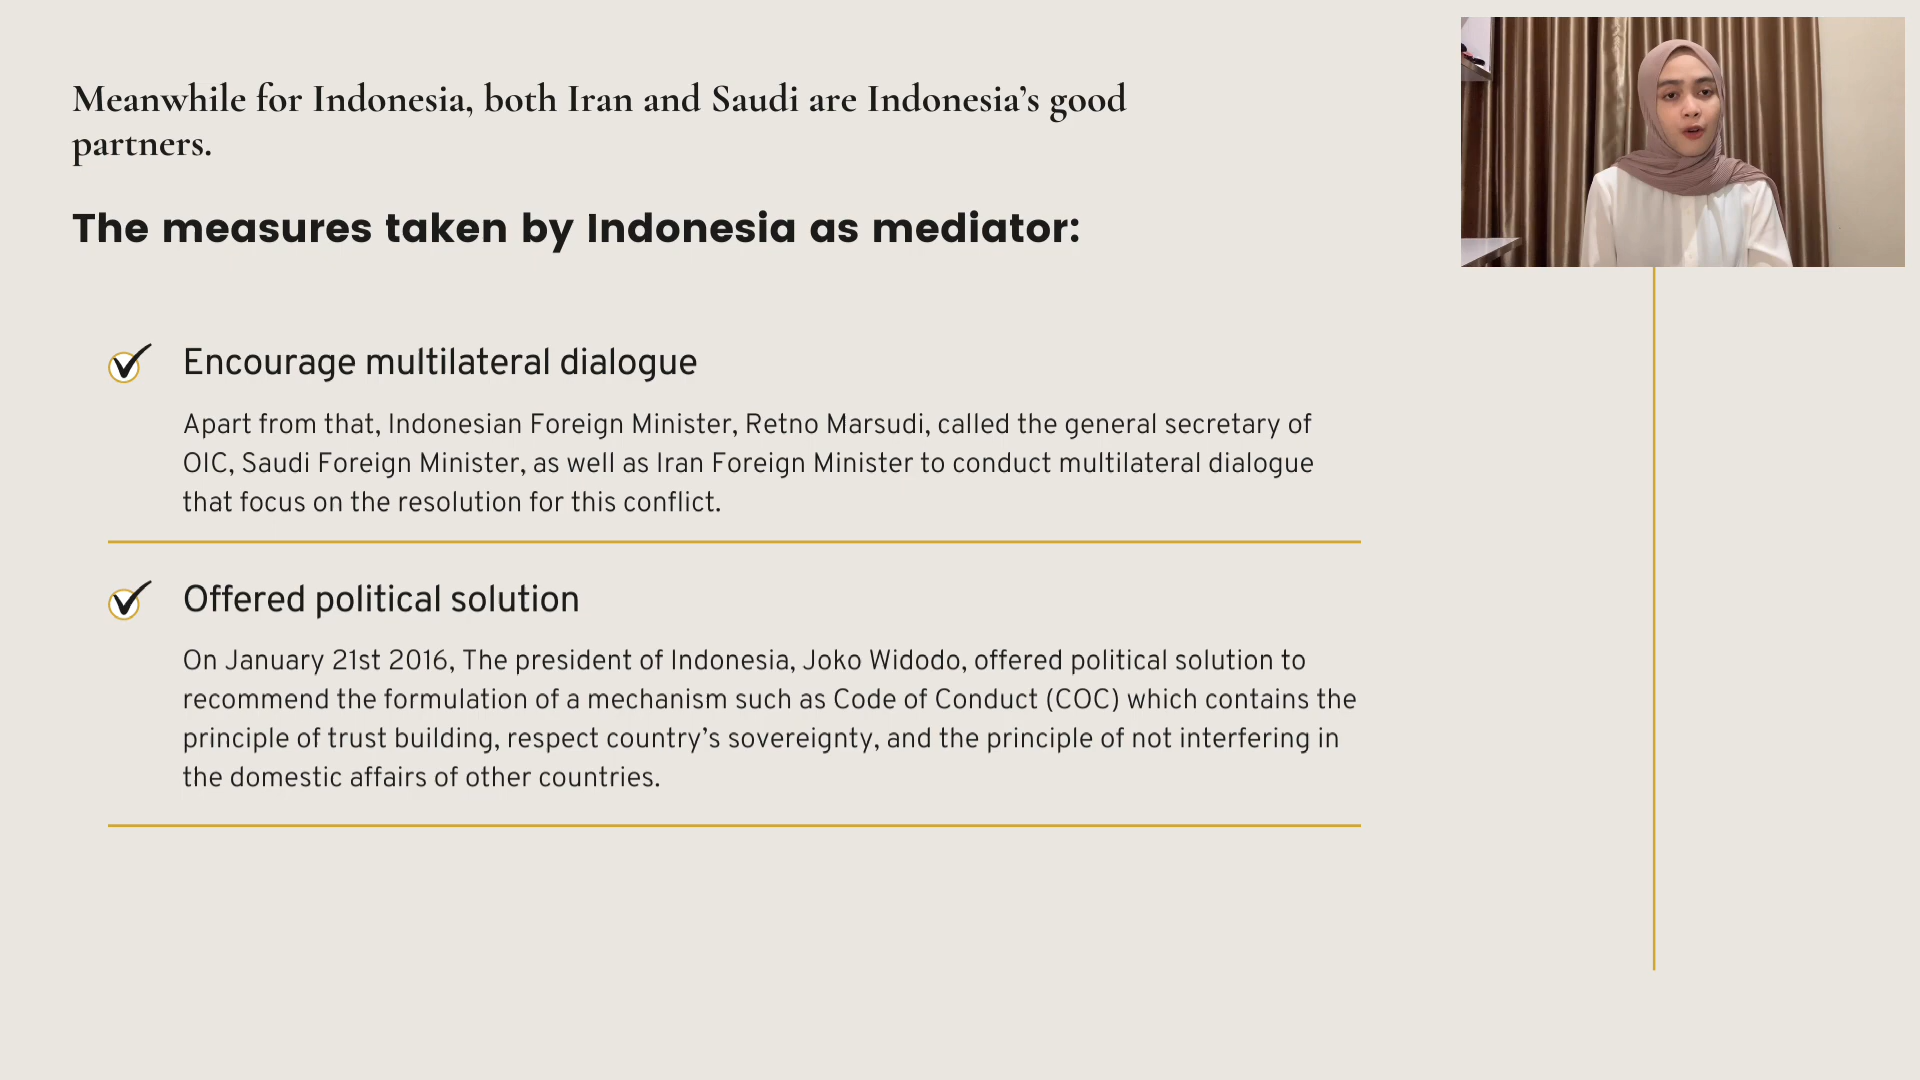 Meanwhile for Indonesia, both Iran and Saudi are Indonesia’s good
partners.
The measures taken by Indonesia as mediator:
Encourage multilateral dialogue
Apart from that, Indonesian Foreign Minister, Retno Marsudi, called the general secretary of
OIC, Saudi Foreign Minister, as well as Iran Foreign Minister to conduct multilateral dialogue
that focus on the resolution for this conflict.
Offered political solution
On January 21st 2016, The president of Indonesia, Joko Widodo, offered political solution to
recommend the formulation of a mechanism such as Code of Conduct (COC) which contains the
principle of trust building, respect country’s sovereignty, and the principle of not interfering in
the domestic affairs of other countries.